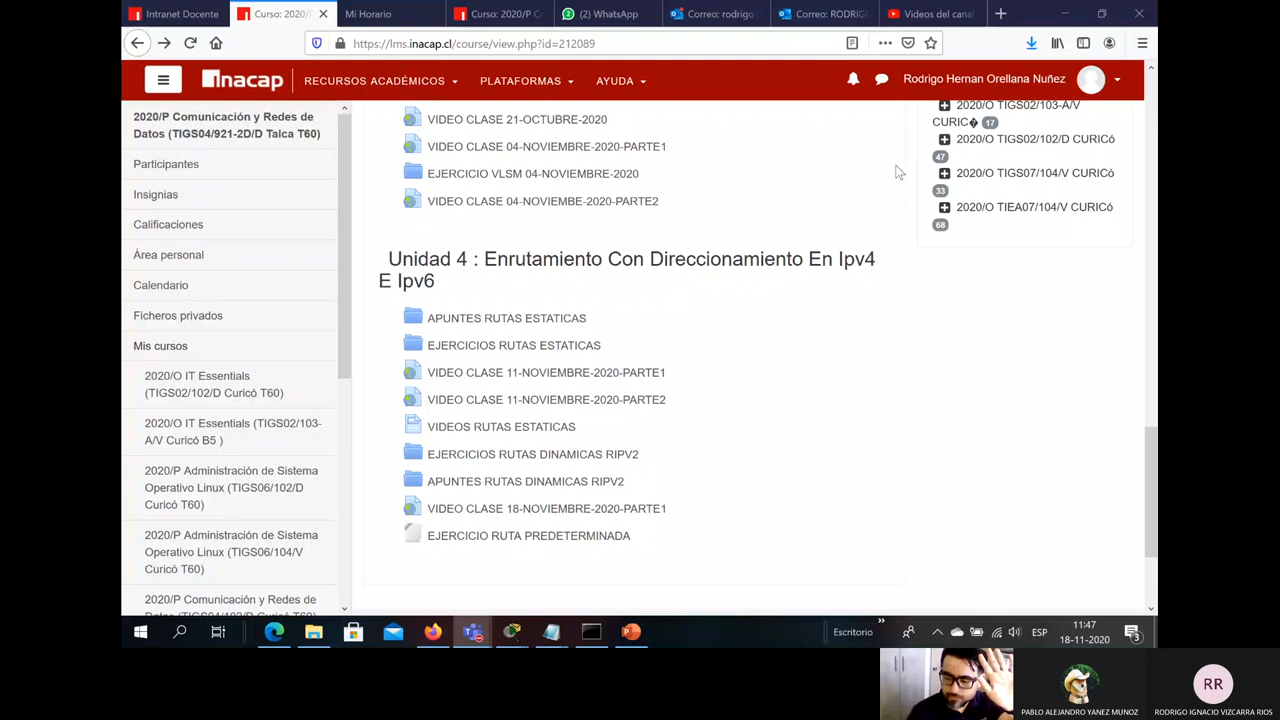 Intranet Docente
Curso: 2020/P
Mi Horario
Curso: 2020/P C
(2) WhatsApp
Correo: rodrigo
Correo: RODRIG
Videos del canal
https://lms.inacap.cl/course/view.php?id=212089
inacap
RECURSOS ACADÉMICOS
PLATAFORMAS
AYUDA
Rodrigo Hernan Orellana Nuñez
2020/P Comunicación y Redes de
Datos (TIGS04/921-2D/D Talca T60)
Participantes
Insignias
Calificaciones
Área personal
Calendario
Ficheros privados
Mis cursos
2020/O IT Essentials
(TIGS02/102/D Curicó T60)
2020/O IT Essentials (TIGS02/103-
A/V Curicó B5 )
2020/P Administración de Sistema
Operativo Linux (TIGS06/102/D
Curicó T60)
2020/P Administración de Sistema
Operativo Linux (TIGS06/104/V
Curicó T60)
2020/P Comunicación y Redes de
Datos (TIGS04/102/D Curicó T60)
VIDEO CLASE 21-OCTUBRE-2020
VIDEO CLASE 04-NOVIEMBRE-2020-PARTE1
EJERCICIO VLSM 04-NOVIEMBRE-2020
VIDEO CLASE 04-NOVIEMBE-2020-PARTE2
Unidad 4 : Enrutamiento Con Direccionamiento En Ipv4
E Ipv6
APUNTES RUTAS ESTATICAS
EJERCICIOS RUTAS ESTATICAS
VIDEO CLASE 11-NOVIEMBRE-2020-PARTE1
VIDEO CLASE 11-NOVIEMBRE-2020-PARTE2
VIDEOS RUTAS ESTATICAS
EJERCICIOS RUTAS DINAMICAS RIPV2
APUNTES RUTAS DINAMICAS RIPV2
VIDEO CLASE 18-NOVIEMBRE-2020-PARTE1
EJERCICIO RUTA PREDETERMINADA
2020/O TIGS02/103-A/V
CURIC� 17
2020/O TIGS02/102/D CURICó
47
2020/O TIGS07/104/V CURICó
33
2020/O TIEA07/104/V CURICó
68
Escritorio
»
ESP
11:47
18-11-2020
3
RR
PABLO ALEJANDRO YANEZ MUNOZ
RODRIGO IGNACIO VIZCARRA RIOS